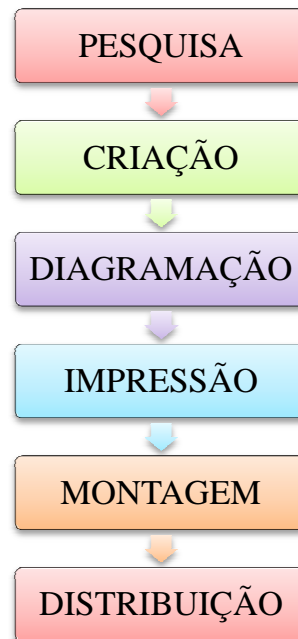 PESQUISA
CRIAÇÃO
DIAGRAMAÇÃO
IMPRESSÃO
MONTAGEM
DISTRIBUIÇÃO